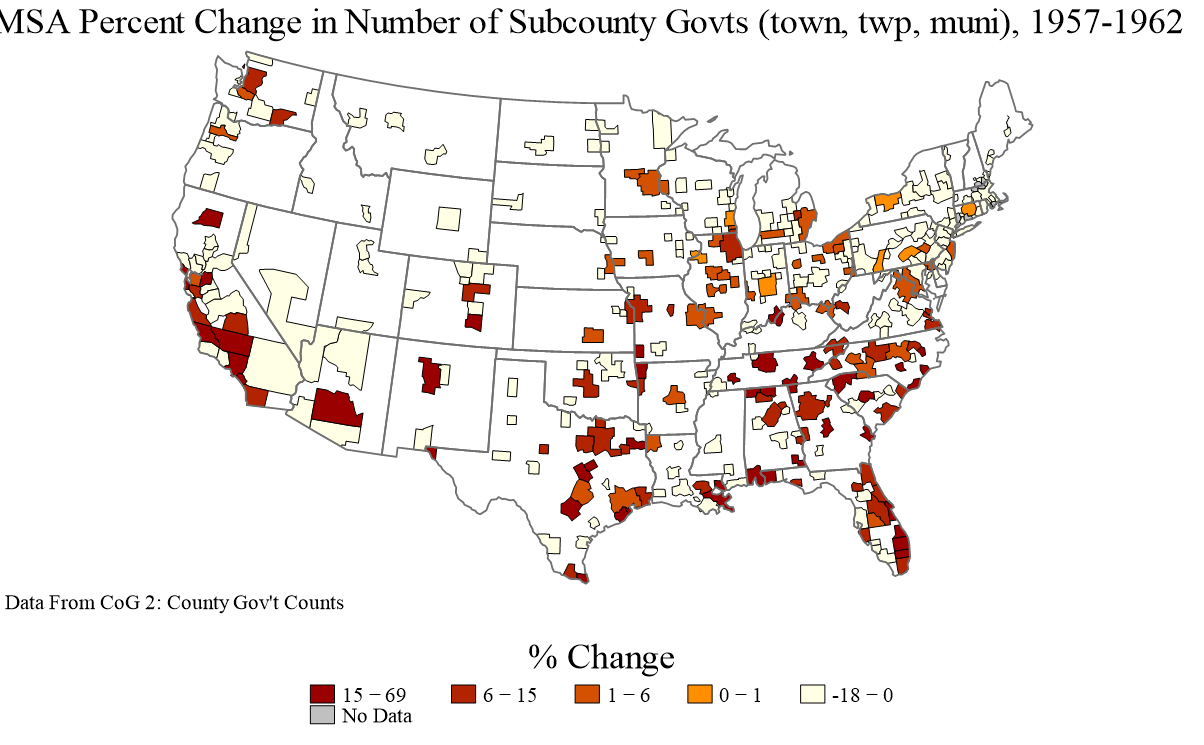 MSA Percent Change in Number of Subcounty Govts (town, twp, muni), 1957-1962
Data From CoG 2: County Gov't Counts
% Change
15 − 69 6 − 15 1 − 6 0 − 1 -18 − 0
No Data